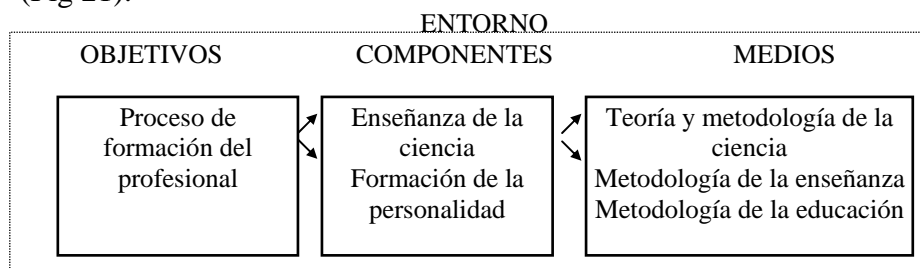 (Fig 21).
ENTORNO
OBJETIVOS COMPONENTES MEDIOS
Proceso de
formación del
profesional
Enseñanza de la
ciencia
Formación de la
personalidad
Teoría y metodología de la
ciencia
Metodología de la enseñanza
Metodología de la educación